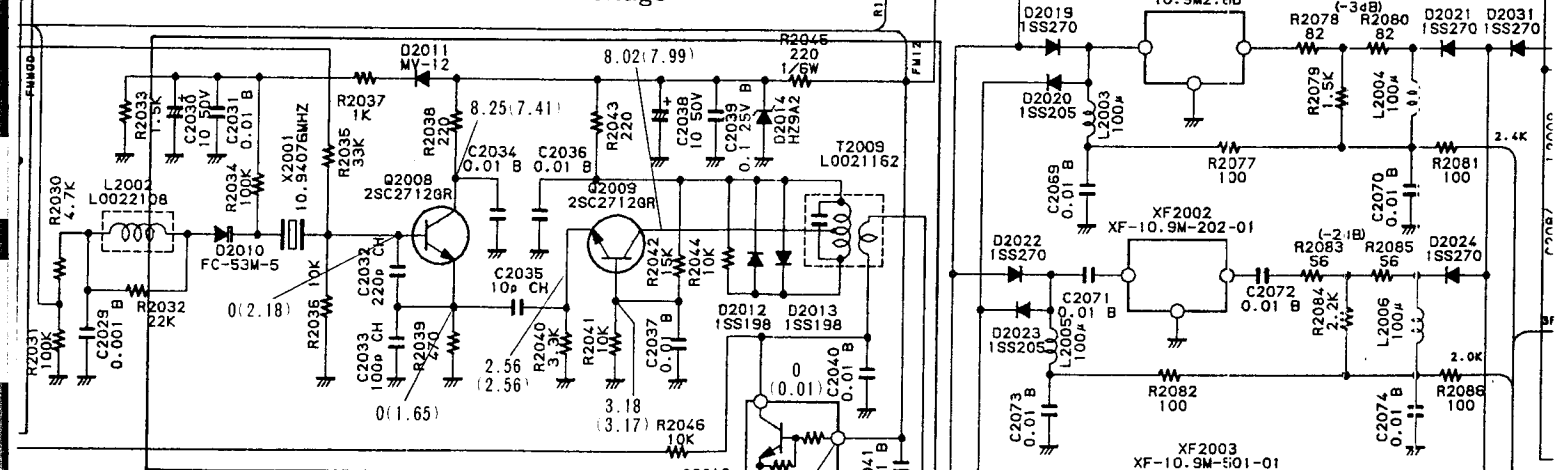 D2011
MV-12
8.02(7.99)
R2045
220
1/6W
FM12
R2033
1.5K
C2030
10 50V
C2031
0.01 B
R2037
1K
R2035
33K
R2038
220
8.25(7.41)
R2043
220
C2038
10 50V
C2039
0.1 25V B
D2014
HZ9A2
T2009
L0021162
X2001
10.94076MHZ
R2034
100K
L2002
L0022108
R2030
4.7K
D2010
FC-53M-5
Q2008
2SC2712GR
C2034
0.01 B
C2036
0.01 B
Q2009
2SC2712GR
R2042
15K
R2044
10K
D2012
1SS198
D2013
1SS198
R2032
22K
R2031
100K
C2029
0.001 B
0(2.18)
R2036
10K
C2032
220p CH
C2033
100p CH
R2039
470
C2035
10p CH
R2040
3.3K
R2041
10K
C2037
0.01 B
2.56
(2.56)
0(1.65)
3.18
(3.17)
R2046
10K
0
(0.01)
C2040
0.01 B
D2019
1SS270
D2020
1SS205
L2003
100µ
C2069
0.01 B
R2077
100
(-3dB)
R2078
82
R2080
82
R2079
1.5K
L2004
100µ
D2021
1SS270
D2031
1SS270
2.4K
R2081
100
C2070
0.01 B
XF2002
XF-10.9M-202-01
D2022
1SS270
D2023
1SS205
L2005
100µ
C2071
0.01 B
C2072
0.01 B
R2083
56
R2085
56
R2084
2.2K
L2006
100µ
D2024
1SS270
2.0K
R2082
100
R2086
100
C2073
0.01 B
C2074
0.01 B
XF2003
XF-10.9M-501-01